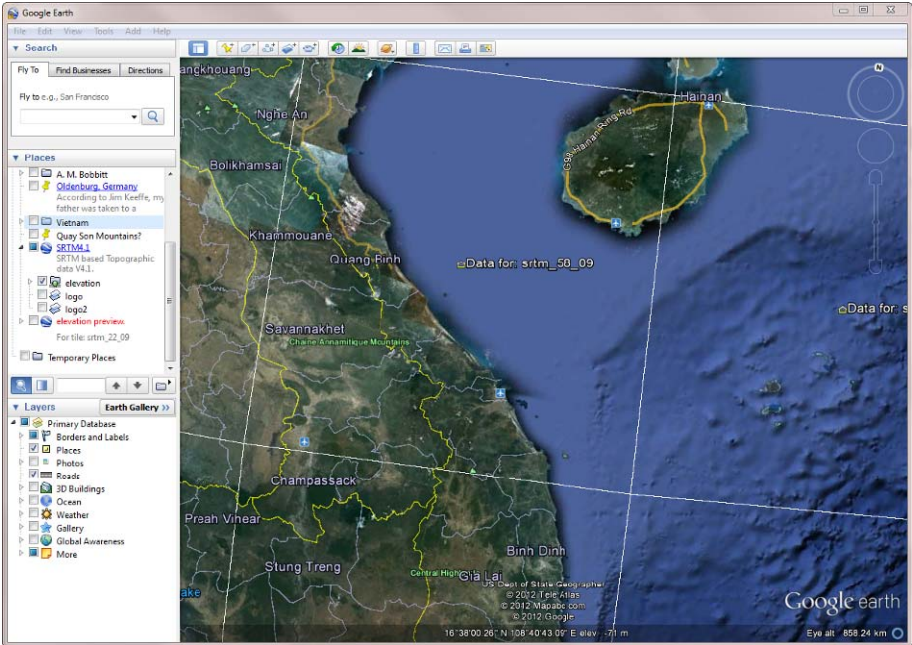 Google Earth
File Edit View Tools Add Help
Search
Fly To Find Businesses Directions
Fly to e.g., San Francisco
Places
A. M. Bobbitt
Oldenburg, Germany
According to Jim Keeffe, my
father was taken to a
Vietnam
Quay Son Mountains?
SRTM4.1
SRTM based Topographic
data V4.1.
elevation
logo
logo2
elevation preview.
For tile: srtm_22_09
Temporary Places
Layers Earth Gallery >>
Primary Database
Borders and Labels
Places
Photos
Roads
3D Buildings
Ocean
Weather
Gallery
Global Awareness
More
angkhouang
Nghe An
Hainan
G98 Hainan Ring Rd
Bolikhamsai
Khammouane
Quang Binh
Data for: srtm_58_09
Data for: s
Savannakhet
Chaine Annamitique Mountains
Champassack
Preah Vihear
Binh Dinh
Stung Treng
Central High
Gia Lai
ake
US Dept of State Geographer
© 2012 Tele Atlas
© 2012 Mapabc.com
© 2012 Google
Google earth
16°38'00.26" N 108°40'43.09" E elev -71 m
Eye alt 858.24 km
N